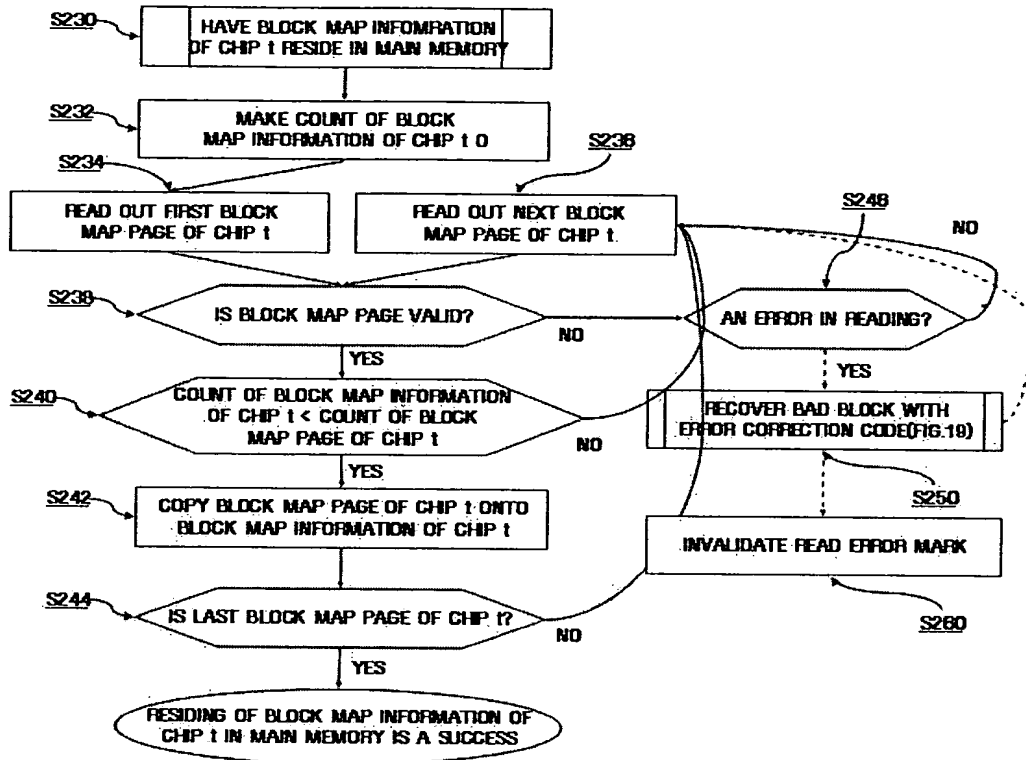 S230
HAVE BLOCK MAP INFOMRATION
OF CHIP t RESIDE IN MAIN MEMORY
S232
MAKE COUNT OF BLOCK
MAP INFORMATION OF CHIP t 0
S234
READ OUT FIRST BLOCK
MAP PAGE OF CHIP t
S236
READ OUT NEXT BLOCK
MAP PAGE OF CHIP t.
S238
IS BLOCK MAP PAGE VALID?
NO
YES
S248
AN ERROR IN READING?
NO
YES
S240
COUNT OF BLOCK MAP INFORMATION
OF CHIP t < COUNT OF BLOCK
MAP PAGE OF CHIP t
NO
YES
RECOVER BAD BLOCK WITH
ERROR CORRECTION CODE(FIG.19)
S250
S242
COPY BLOCK MAP PAGE OF CHIP t ONTO
BLOCK MAP INFORMATION OF CHIP t
INVALIDATE READ ERROR MARK
S260
S244
IS LAST BLOCK MAP PAGE OF CHIP t?
NO
YES
RESIDING OF BLOCK MAP INFORMATION OF
CHIP t IN MAIN MEMORY IS A SUCCESS